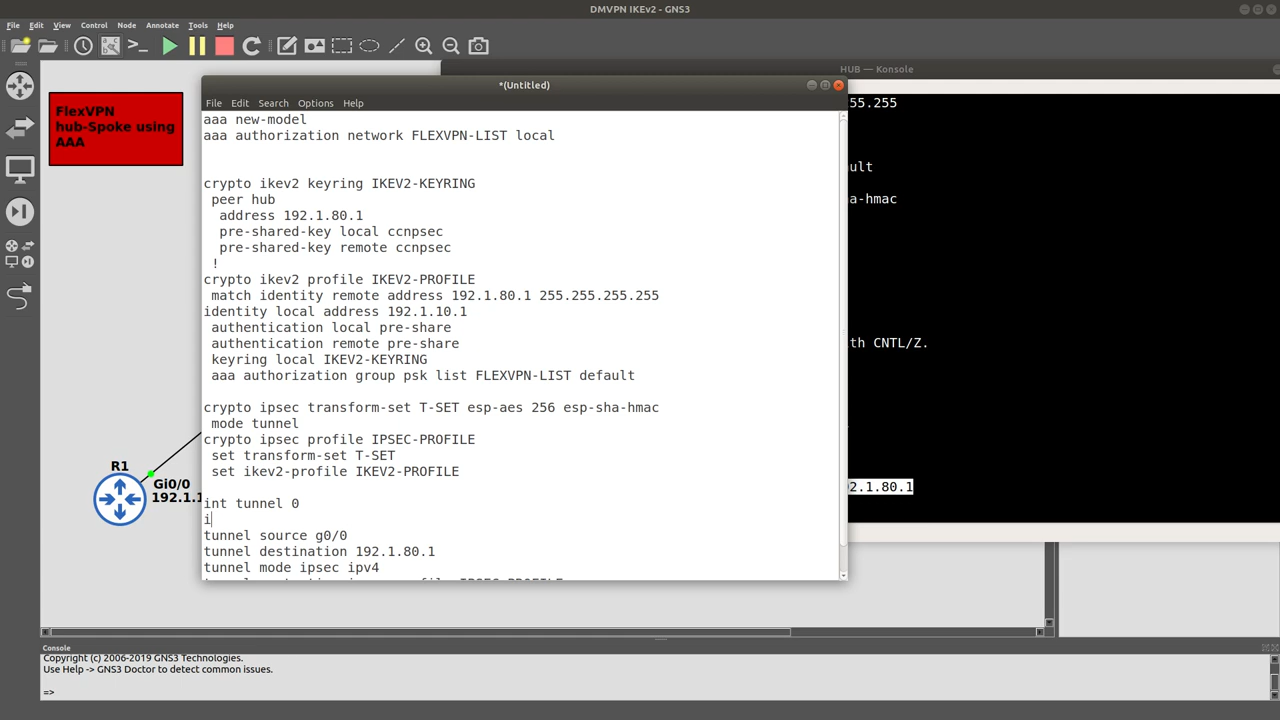 DMVPN IKEv2 - GNS3
File Edit View Control Node Annotate Tools Help
HUB — Konsole
*(Untitled)
File Edit Search Options Help
FlexVPN
hub-Spoke using
AAA
aaa new-model
aaa authorization network FLEXVPN-LIST local
crypto ikev2 keyring IKEV2-KEYRING
peer hub
address 192.1.80.1
pre-shared-key local ccnpsec
pre-shared-key remote ccnpsec
!
crypto ikev2 profile IKEV2-PROFILE
match identity remote address 192.1.80.1 255.255.255.255
identity local address 192.1.10.1
authentication local pre-share
authentication remote pre-share
keyring local IKEV2-KEYRING
aaa authorization group psk list FLEXVPN-LIST default
crypto ipsec transform-set T-SET esp-aes 256 esp-sha-hmac
mode tunnel
crypto ipsec profile IPSEC-PROFILE
set transform-set T-SET
set ikev2-profile IKEV2-PROFILE
int tunnel 0
i
tunnel source g0/0
tunnel destination 192.1.80.1
tunnel mode ipsec ipv4
55.255
ult
a-hmac
th CNTL/Z.
2.1.80.1
R1
Gi0/0
192.1.1
Console
Copyright (c) 2006-2019 GNS3 Technologies.
Use Help -> GNS3 Doctor to detect common issues.
=>